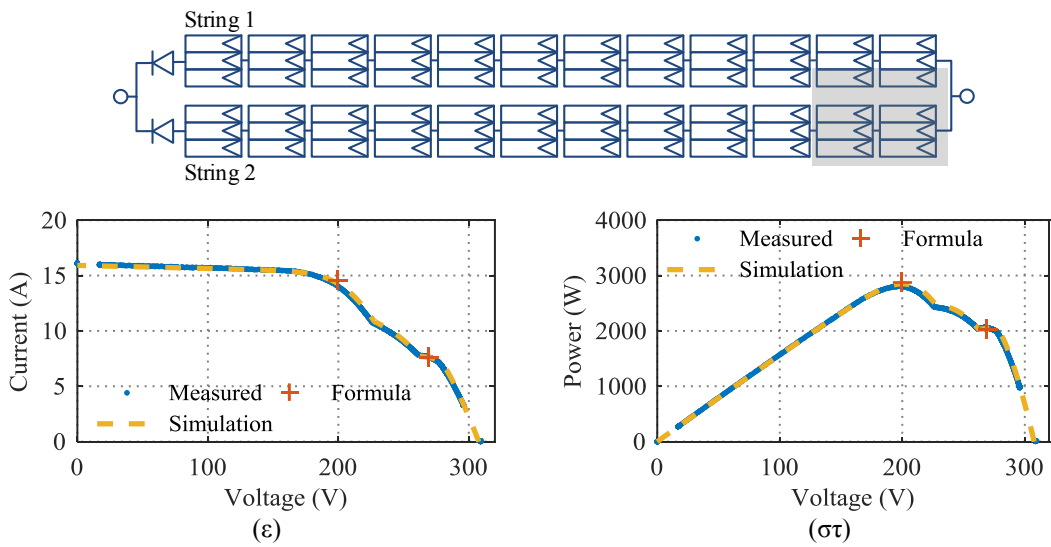 String 1
String 2
20
15
10
5
0
Current (A)
Measured
Formula
Simulation
0
100
200
300
Voltage (V)
(ε)
4000
3000
2000
1000
0
Power (W)
Measured
Formula
Simulation
0
100
200
300
Voltage (V)
(στ)